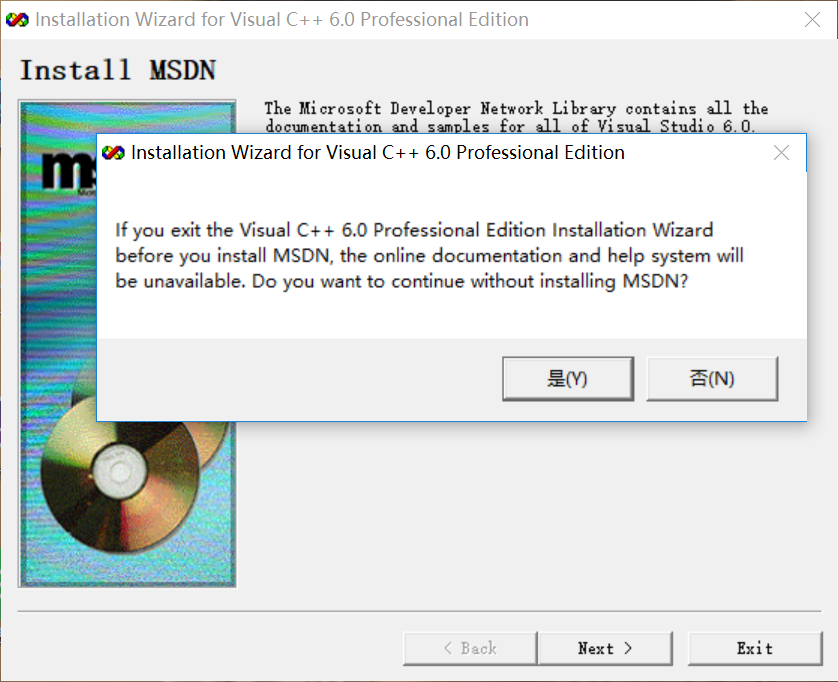 Installation Wizard for Visual C++ 6.0 Professional Edition
Install MSDN
The Microsoft Developer Network Library contains all the
documentation and samples for all of Visual Studio 6.0.
Installation Wizard for Visual C++ 6.0 Professional Edition
If you exit the Visual C++ 6.0 Professional Edition Installation Wizard
before you install MSDN, the online documentation and help system will
be unavailable. Do you want to continue without installing MSDN?
是(Y) 否(N)
< Back Next > Exit